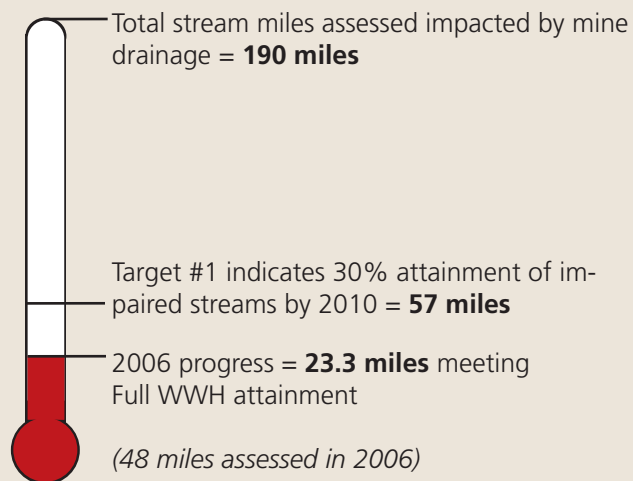 Total stream miles assessed impacted by mine
drainage = 190 miles
Target #1 indicates 30% attainment of im-
paired streams by 2010 = 57 miles
2006 progress = 23.3 miles meeting
Full WWH attainment
(48 miles assessed in 2006)